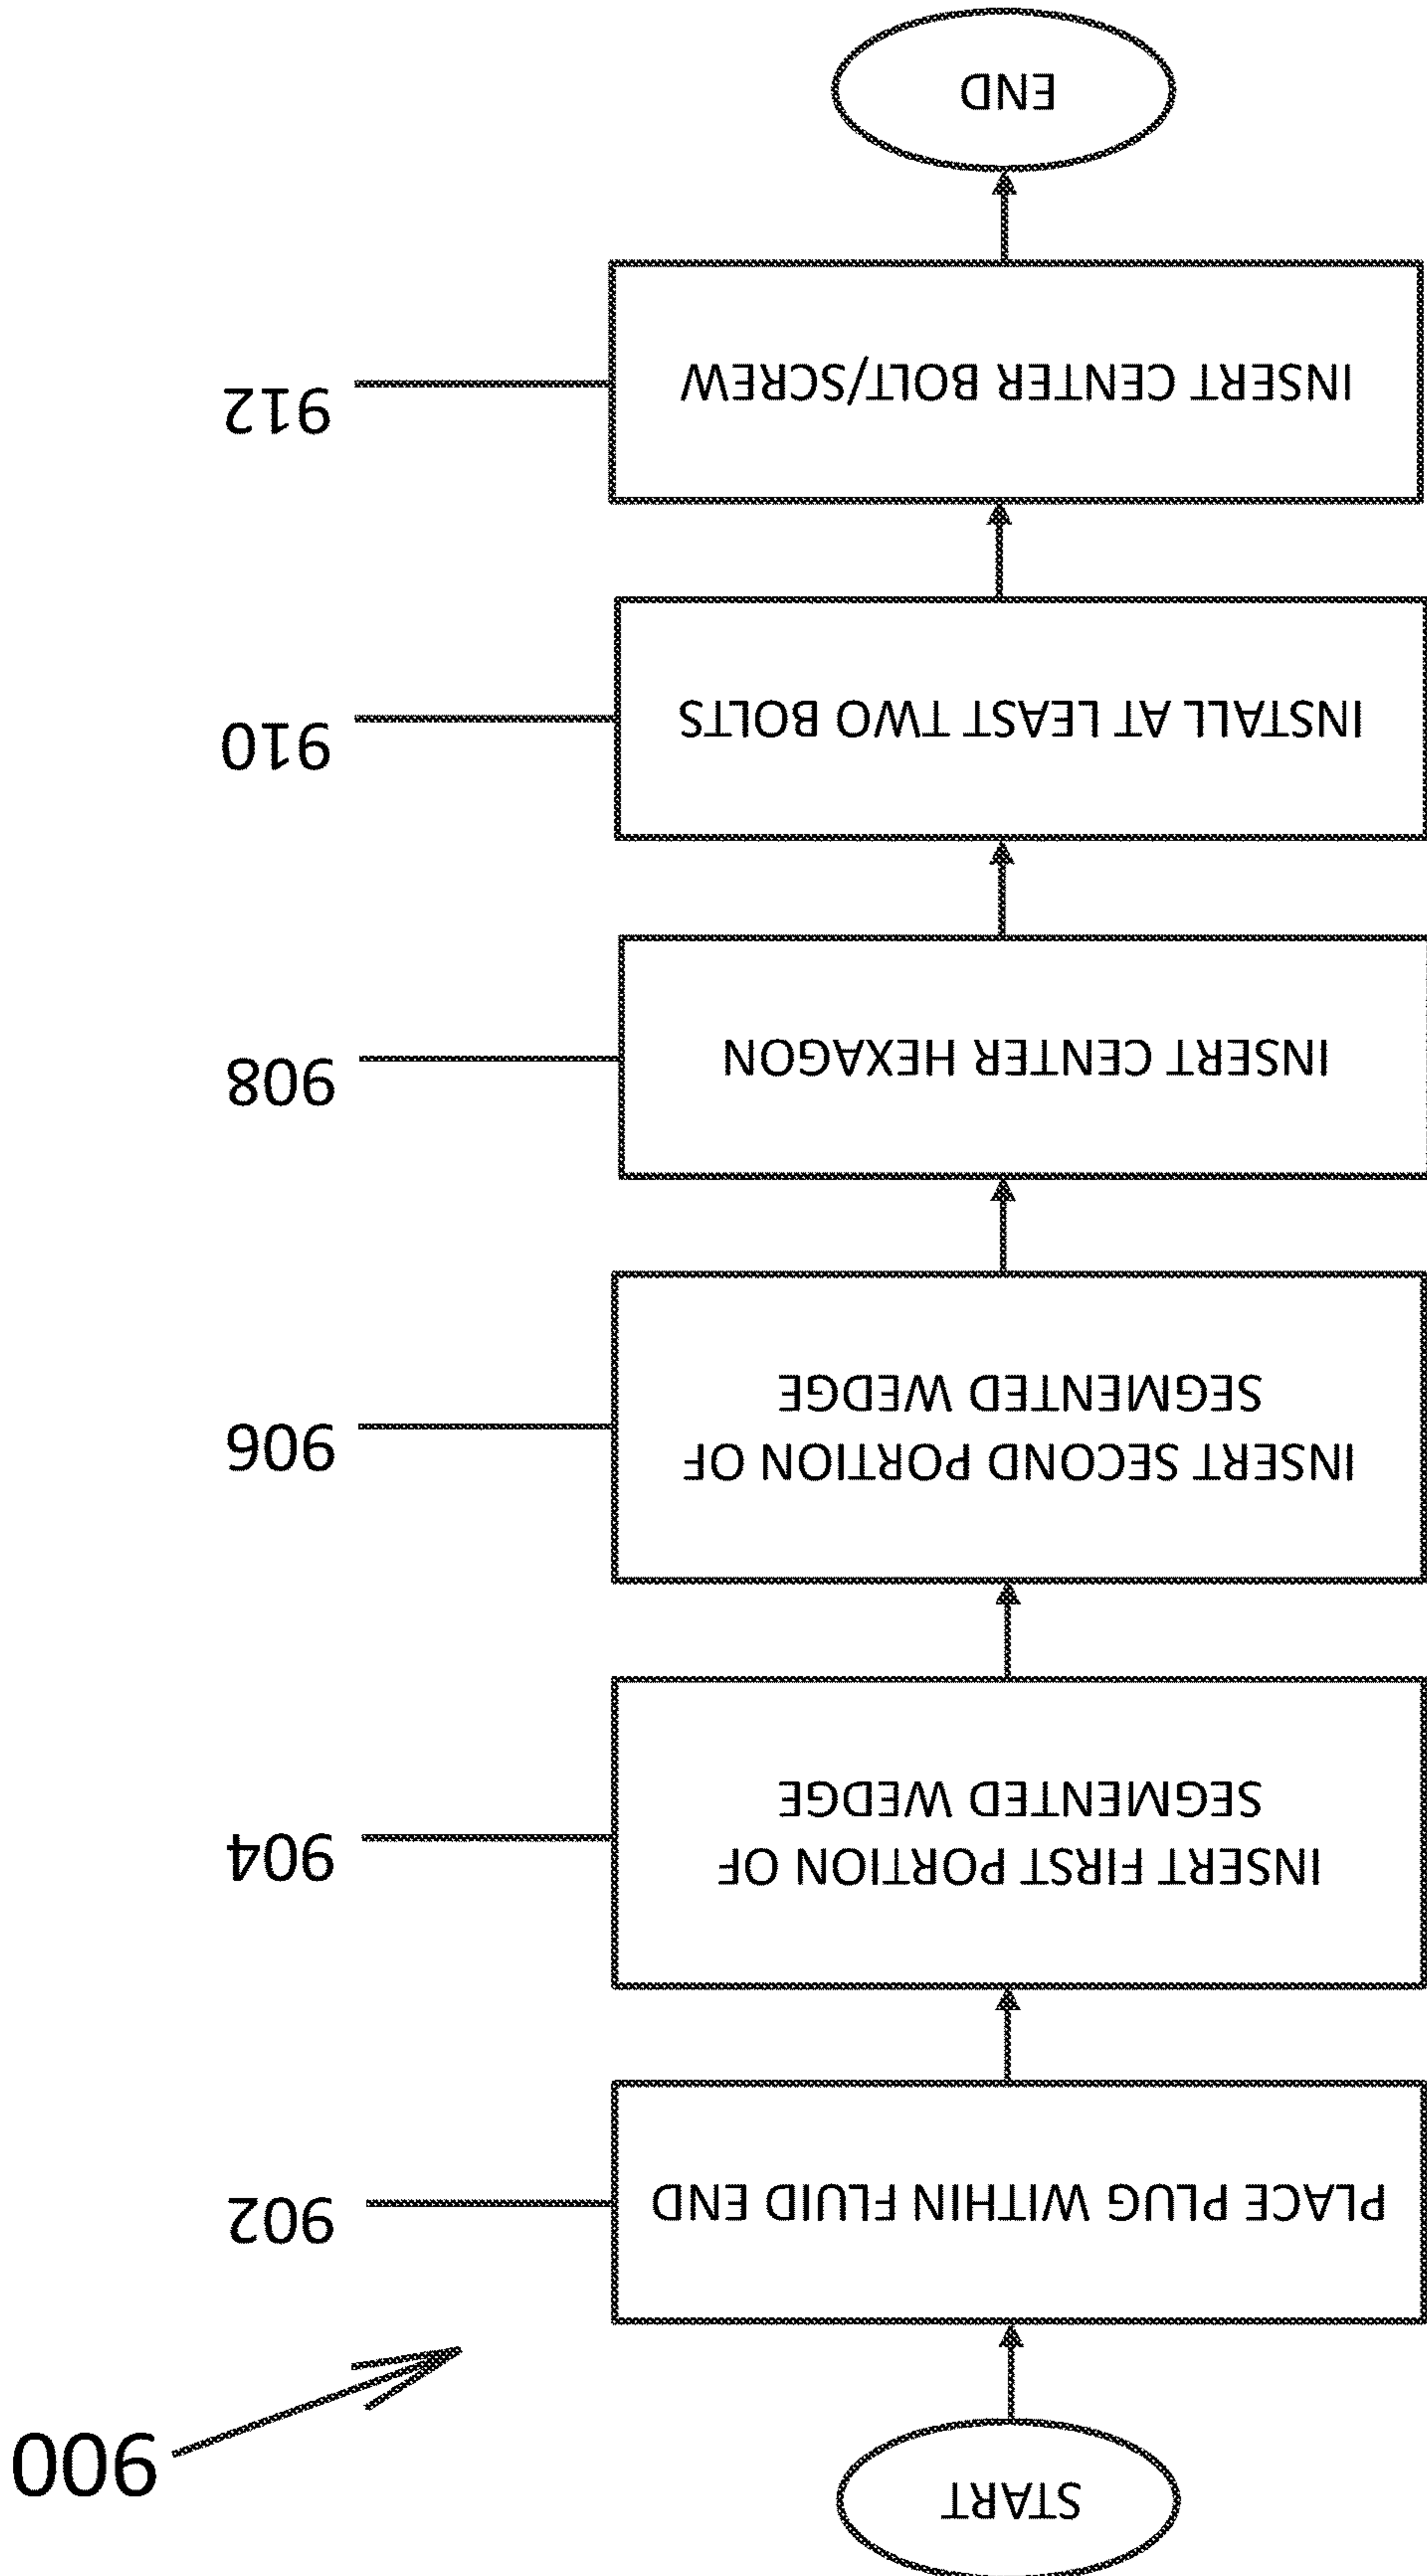 900
START
PLACE PLUG WITHIN FLUID END
902
INSERT FIRST PORTION OF
SEGMENTED WEDGE
904
INSERT SECOND PORTION OF
SEGMENTED WEDGE
906
INSERT CENTER HEXAGON
908
INSTALL AT LEAST TWO BOLTS
910
INSERT CENTER BOLT/SCREW
912
END